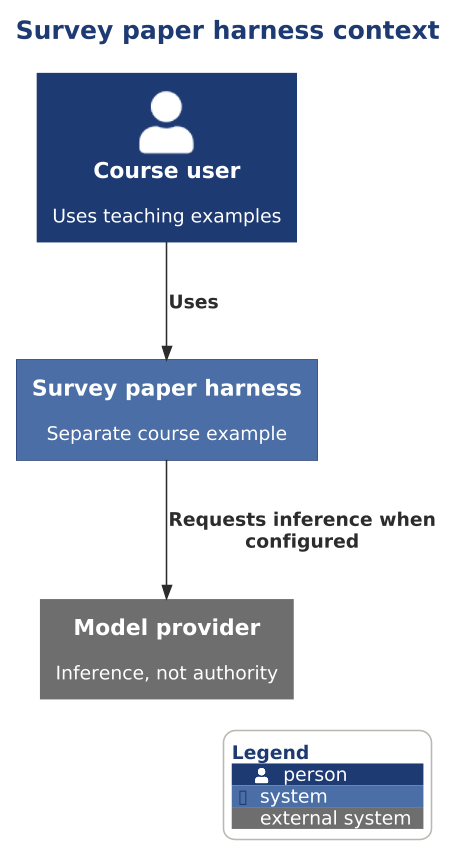 Survey paper harness context
Course user
Uses teaching examples
Uses
Survey paper harness
Separate course example
Requests inference when
configured
Model provider
Inference, not authority
Legend
person
system
external system